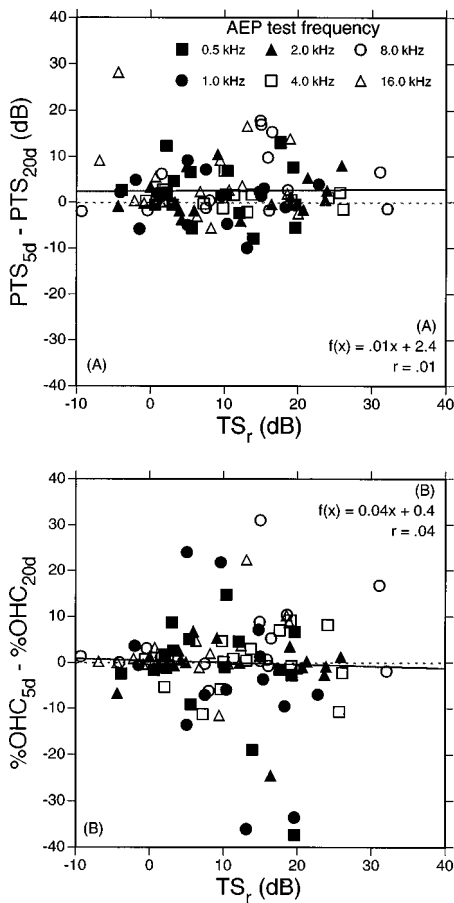 AEP test frequency
0.5 kHz 2.0 kHz 8.0 kHz
1.0 kHz 4.0 kHz 16.0 kHz
40
30
20
10
0
-10
-20
-30
-40
PTS5d - PTS20d (dB)
(A)
(A)
f(x) = .01x + 2.4
r = .01
-10 0 10 20 30 40
TSr (dB)
40
30
20
10
0
-10
-20
-30
-40
%OHC5d - %OHC20d
(B)
f(x) = 0.04x + 0.4
r = .04
(B)
-10 0 10 20 30 40
TSr (dB)